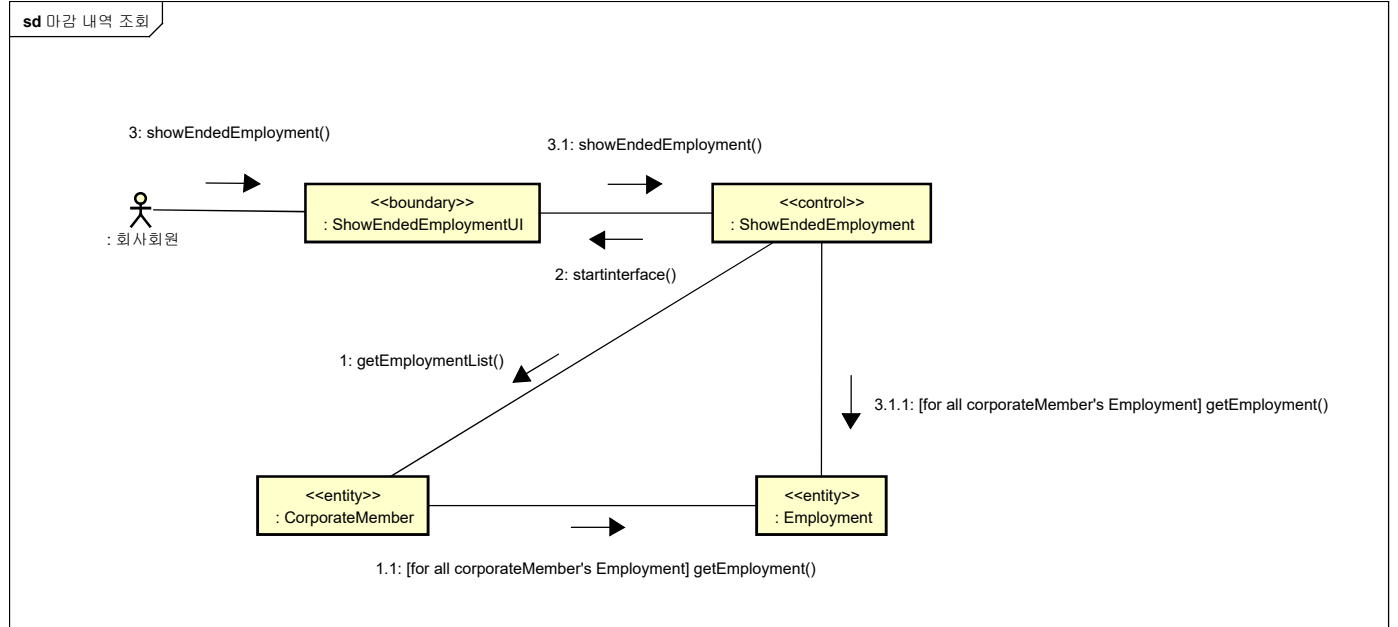 sd 마감 내역 조회
3: showEndedEmployment()
3.1: showEndedEmployment()
<<boundary>>
: ShowEndedEmploymentUI
<<control>>
: ShowEndedEmployment
: 회사회원
2: startinterface()
1: getEmploymentList()
3.1.1: [for all corporateMember's Employment] getEmployment()
<<entity>>
: CorporateMember
<<entity>>
: Employment
1.1: [for all corporateMember's Employment] getEmployment()